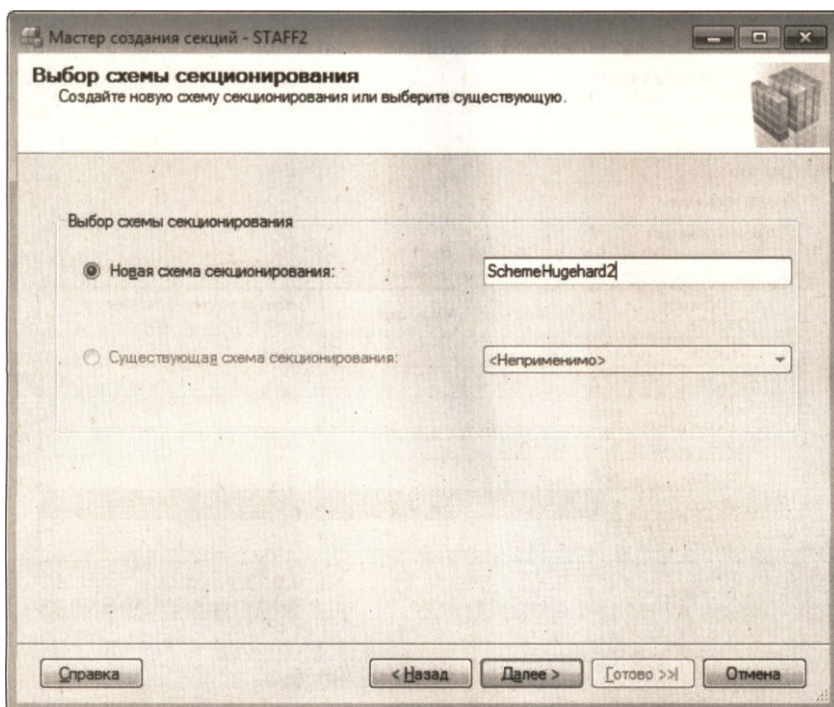 Мастер создания секций - STAFF2
Выбор схемы секционирования
Создайте новую схему секционирования или выберите существующую.
Выбор схемы секционирования
Новая схема секционирования:
SchemeHugehard2
Существующая схема секционирования:
<Неприменимо>
Справка
< Назад
Далее >
Готово >>|
Отмена